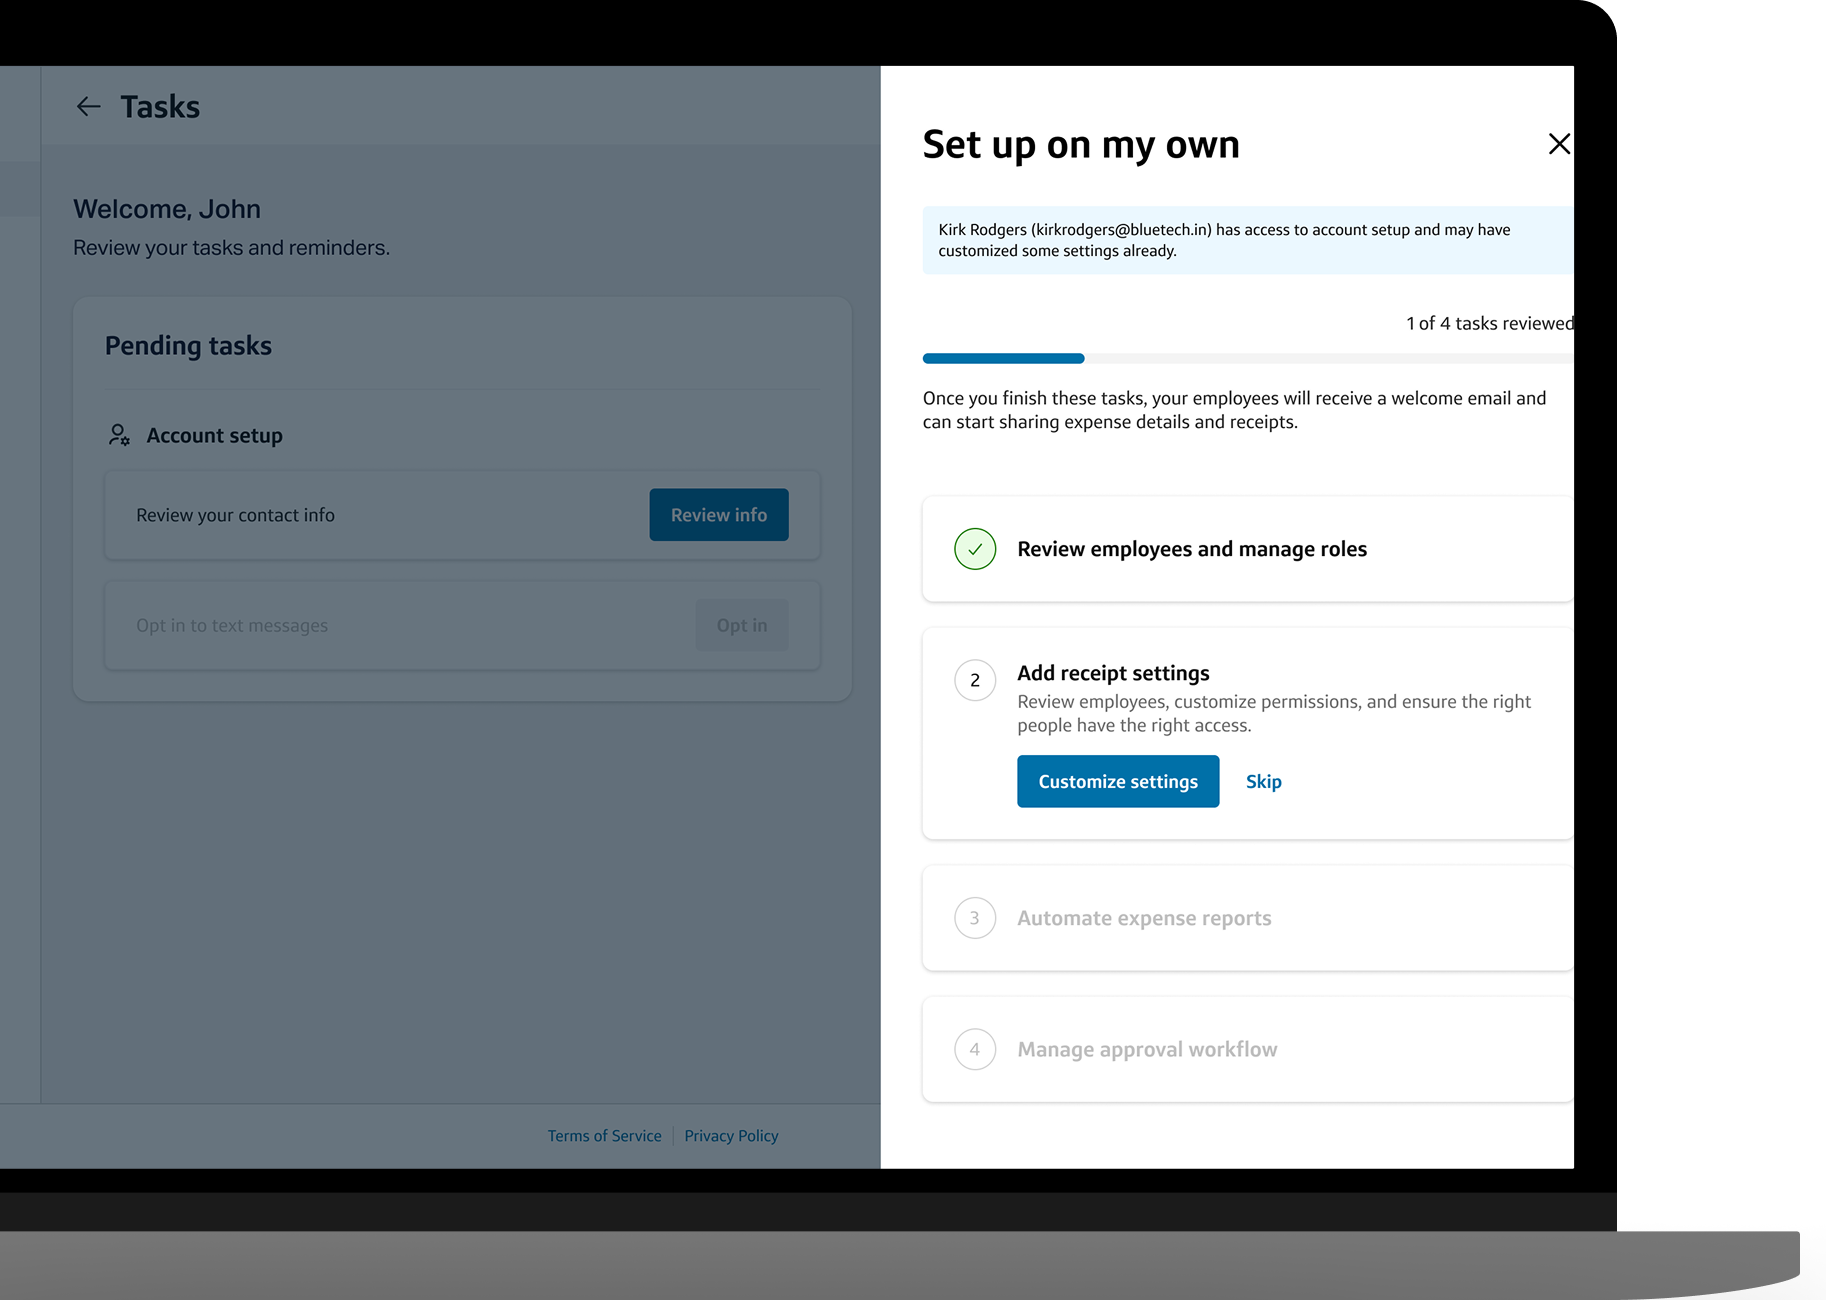 Tasks
Welcome, John
Review your tasks and reminders.
Pending tasks
Account setup
Review your contact info
Review info
Opt in to text messages
Opt in
Terms of Service
Privacy Policy
Set up on my own
Kirk Rodgers (kirkrodgers@bluetech.in) has access to account setup and may have
customized some settings already.
1 of 4 tasks reviewed
Once you finish these tasks, your employees will receive a welcome email and
can start sharing expense details and receipts.
Review employees and manage roles
2
Add receipt settings
Review employees, customize permissions, and ensure the right
people have the right access.
Customize settings
Skip
3
Automate expense reports
4
Manage approval workflow